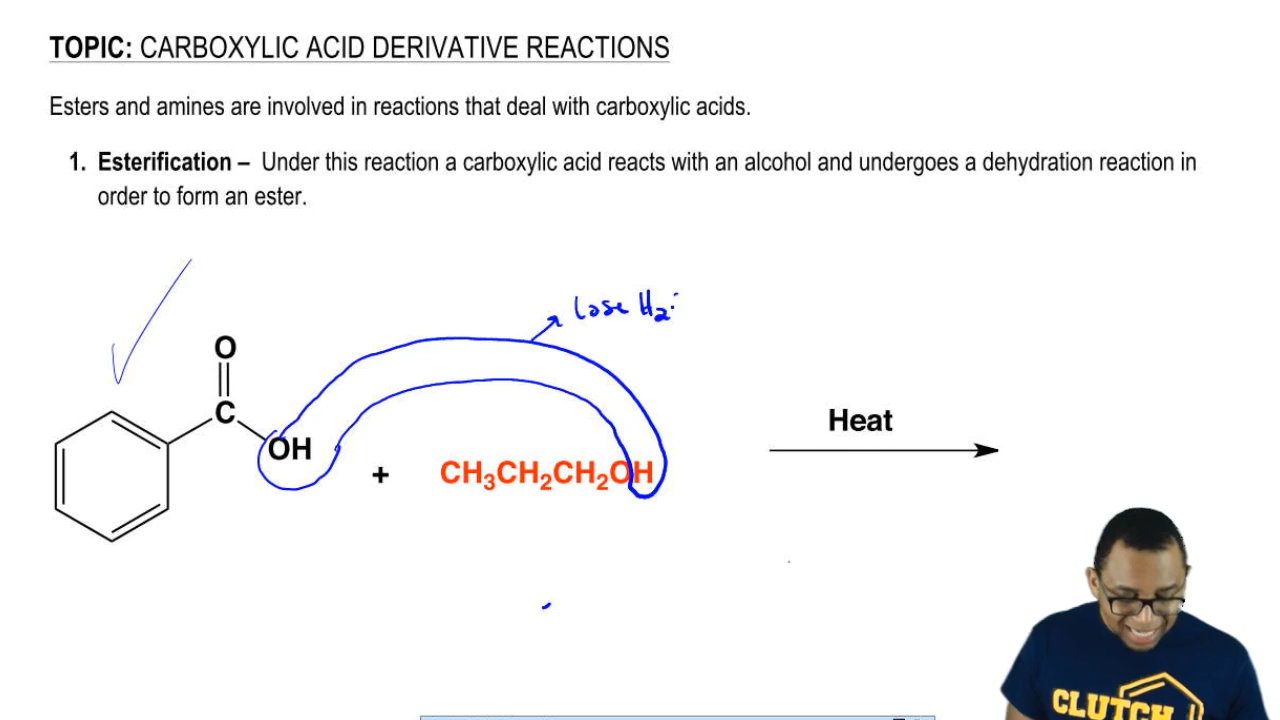 TOPIC: CARBOXYLIC ACID DERIVATIVE REACTIONS
Esters and amines are involved in reactions that deal with carboxylic acids.
1. Esterification – Under this reaction a carboxylic acid reacts with an alcohol and undergoes a dehydration reaction in
order to form an ester.
lose H₂
O
C
OH
Heat
+ CH₃CH₂CH₂OH
CLUTCH